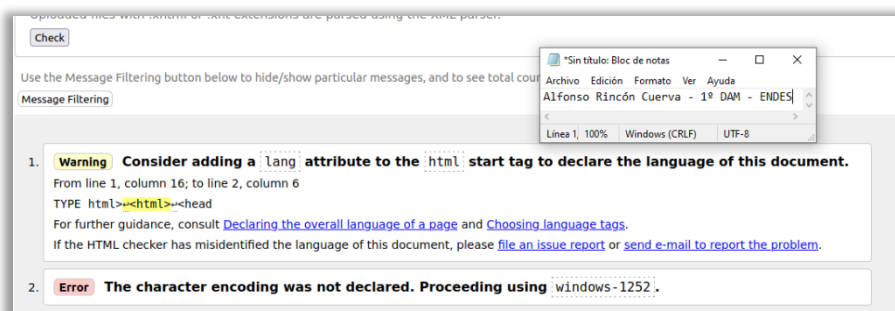 Uploaded files with .xhtml or .xht extensions are parsed using the XML parser.
Check
Use the Message Filtering button below to hide/show particular messages, and to see total cou
Message Filtering
*Sin título: Bloc de notas
Archivo Edición Formato Ver Ayuda
Alfonso Rincón Cuerva - 1º DAM - ENDES
Línea 1, 100% Windows (CRLF) UTF-8
1. Warning Consider adding a lang attribute to the html start tag to declare the language of this document.
From line 1, column 16; to line 2, column 6
TYPE html>↩<html>↩<head
For further guidance, consult Declaring the overall language of a page and Choosing language tags.
If the HTML checker has misidentified the language of this document, please file an issue report or send e-mail to report the problem.
2. Error The character encoding was not declared. Proceeding using windows-1252.